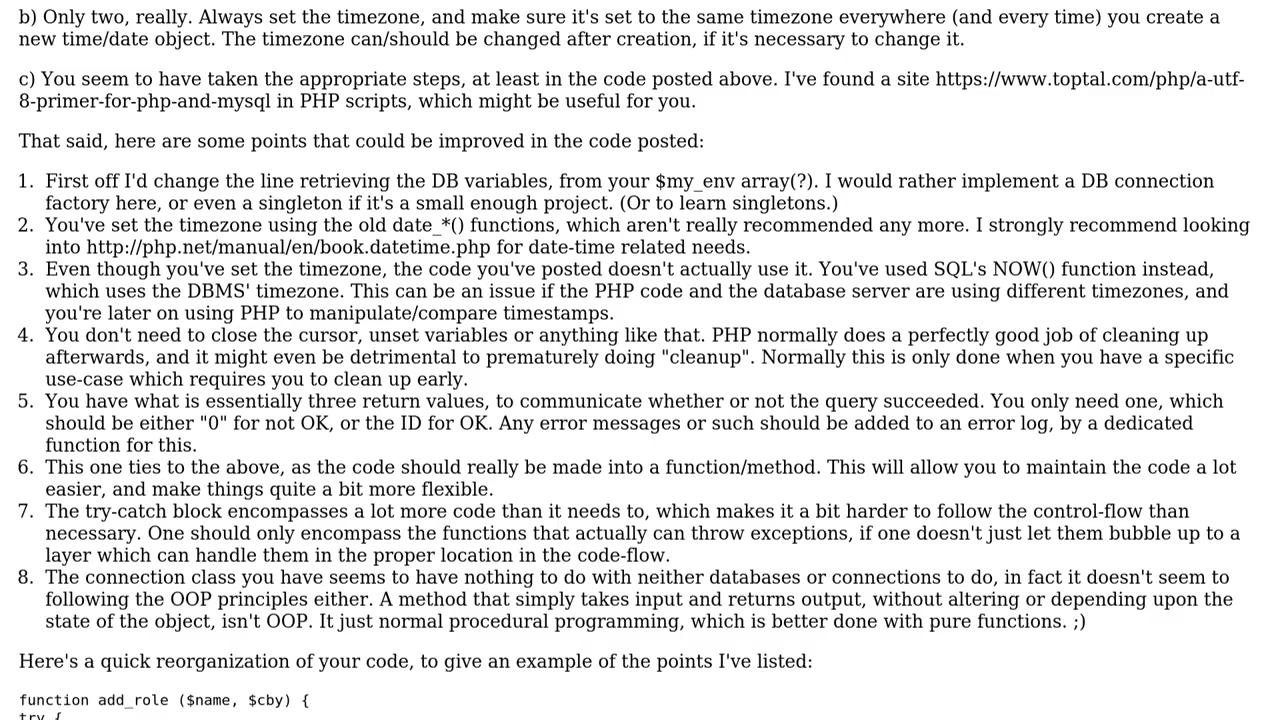 b) Only two, really. Always set the timezone, and make sure it's set to the same timezone everywhere (and every time) you create a
new time/date object. The timezone can/should be changed after creation, if it's necessary to change it.
c) You seem to have taken the appropriate steps, at least in the code posted above. I've found a site https://www.toptal.com/php/a-utf-
8-primer-for-php-and-mysql in PHP scripts, which might be useful for you.
That said, here are some points that could be improved in the code posted:
1. First off I'd change the line retrieving the DB variables, from your $my_env array(?). I would rather implement a DB connection
factory here, or even a singleton if it's a small enough project. (Or to learn singletons.)
2. You've set the timezone using the old date_*() functions, which aren't really recommended any more. I strongly recommend looking
into http://php.net/manual/en/book.datetime.php for date-time related needs.
3. Even though you've set the timezone, the code you've posted doesn't actually use it. You've used SQL's NOW() function instead,
which uses the DBMS' timezone. This can be an issue if the PHP code and the database server are using different timezones, and
you're later on using PHP to manipulate/compare timestamps.
4. You don't need to close the cursor, unset variables or anything like that. PHP normally does a perfectly good job of cleaning up
afterwards, and it might even be detrimental to prematurely doing "cleanup". Normally this is only done when you have a specific
use-case which requires you to clean up early.
5. You have what is essentially three return values, to communicate whether or not the query succeeded. You only need one, which
should be either "0" for not OK, or the ID for OK. Any error messages or such should be added to an error log, by a dedicated
function for this.
6. This one ties to the above, as the code should really be made into a function/method. This will allow you to maintain the code a lot
easier, and make things quite a bit more flexible.
7. The try-catch block encompasses a lot more code than it needs to, which makes it a bit harder to follow the control-flow than
necessary. One should only encompass the functions that actually can throw exceptions, if one doesn't just let them bubble up to a
layer which can handle them in the proper location in the code-flow.
8. The connection class you have seems to have nothing to do with neither databases or connections to do, in fact it doesn't seem to
following the OOP principles either. A method that simply takes input and returns output, without altering or depending upon the
state of the object, isn't OOP. It just normal procedural programming, which is better done with pure functions. ;)
Here's a quick reorganization of your code, to give an example of the points I've listed:
function add_role ($name, $cby) {
try {